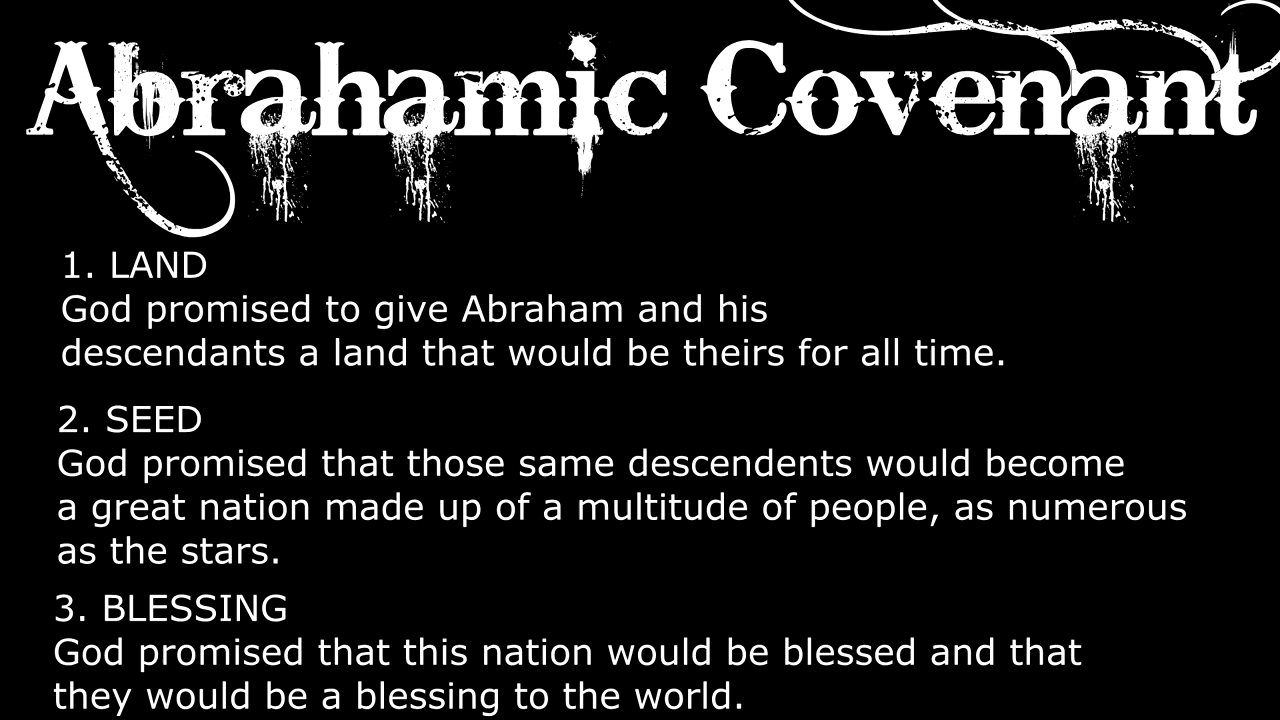 Abrahamic Covenant
1. LAND
God promised to give Abraham and his
descendants a land that would be theirs for all time.
2. SEED
God promised that those same descendents would become
a great nation made up of a multitude of people, as numerous
as the stars.
3. BLESSING
God promised that this nation would be blessed and that
they would be a blessing to the world.